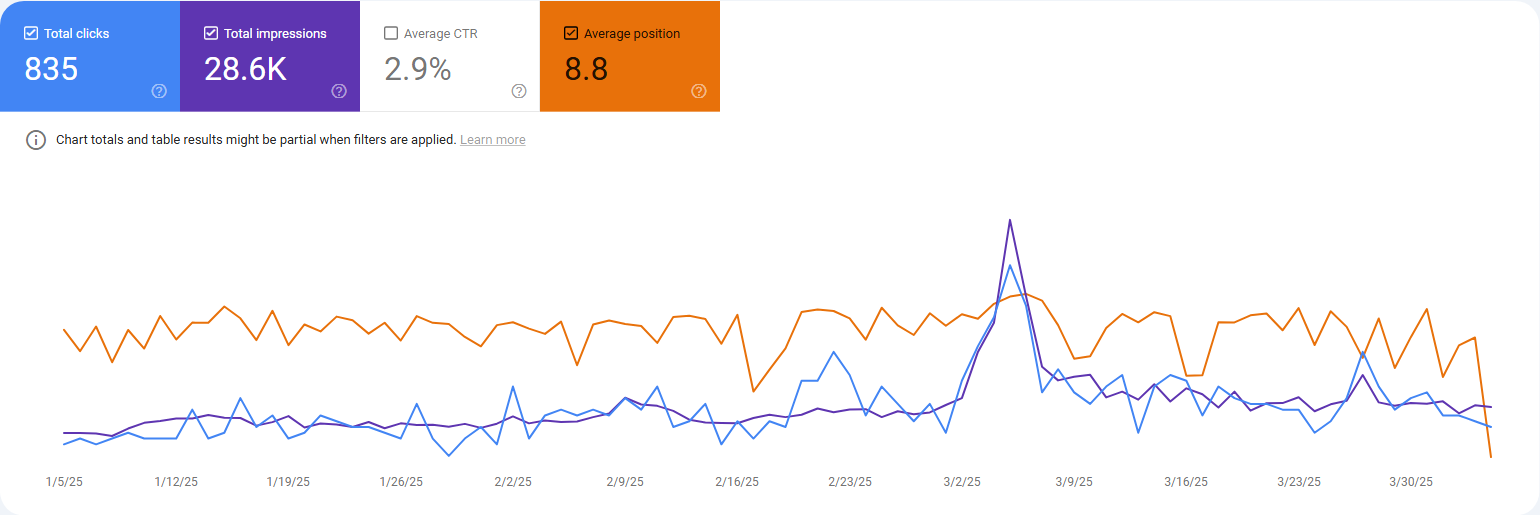 Total clicks
835
Total impressions
28.6K
Average CTR
2.9%
Average position
8.8
Chart totals and table results might be partial when filters are applied. Learn more
1/5/25 1/12/25 1/19/25 1/26/25 2/2/25 2/9/25 2/16/25 2/23/25 3/2/25 3/9/25 3/16/25 3/23/25 3/30/25